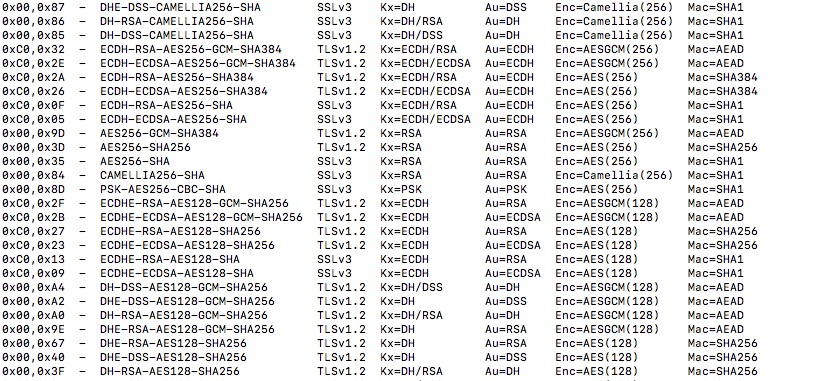 0x00,0x87 - DHE-DSS-CAMELLIA256-SHA SSLv3 Kx=DH Au=DSS Enc=Camellia(256) Mac=SHA1
0x00,0x86 - DH-RSA-CAMELLIA256-SHA SSLv3 Kx=DH/RSA Au=DH Enc=Camellia(256) Mac=SHA1
0x00,0x85 - DH-DSS-CAMELLIA256-SHA SSLv3 Kx=DH/DSS Au=DH Enc=Camellia(256) Mac=SHA1
0xC0,0x32 - ECDH-RSA-AES256-GCM-SHA384 TLSv1.2 Kx=ECDH/RSA Au=ECDH Enc=AESGCM(256) Mac=AEAD
0xC0,0x2E - ECDH-ECDSA-AES256-GCM-SHA384 TLSv1.2 Kx=ECDH/ECDSA Au=ECDH Enc=AESGCM(256) Mac=AEAD
0xC0,0x2A - ECDH-RSA-AES256-SHA384 TLSv1.2 Kx=ECDH/RSA Au=ECDH Enc=AES(256) Mac=SHA384
0xC0,0x26 - ECDH-ECDSA-AES256-SHA384 TLSv1.2 Kx=ECDH/ECDSA Au=ECDH Enc=AES(256) Mac=SHA384
0xC0,0x0F - ECDH-RSA-AES256-SHA SSLv3 Kx=ECDH/RSA Au=ECDH Enc=AES(256) Mac=SHA1
0xC0,0x05 - ECDH-ECDSA-AES256-SHA SSLv3 Kx=ECDH/ECDSA Au=ECDH Enc=AES(256) Mac=SHA1
0x00,0x9D - AES256-GCM-SHA384 TLSv1.2 Kx=RSA Au=RSA Enc=AESGCM(256) Mac=AEAD
0x00,0x3D - AES256-SHA256 TLSv1.2 Kx=RSA Au=RSA Enc=AES(256) Mac=SHA256
0x00,0x35 - AES256-SHA SSLv3 Kx=RSA Au=RSA Enc=AES(256) Mac=SHA1
0x00,0x84 - CAMELLIA256-SHA SSLv3 Kx=RSA Au=RSA Enc=Camellia(256) Mac=SHA1
0x00,0x8D - PSK-AES256-CBC-SHA SSLv3 Kx=PSK Au=PSK Enc=AES(256) Mac=SHA1
0xC0,0x2F - ECDHE-RSA-AES128-GCM-SHA256 TLSv1.2 Kx=ECDH Au=RSA Enc=AESGCM(128) Mac=AEAD
0xC0,0x2B - ECDHE-ECDSA-AES128-GCM-SHA256 TLSv1.2 Kx=ECDH Au=ECDSA Enc=AESGCM(128) Mac=AEAD
0xC0,0x27 - ECDHE-RSA-AES128-SHA256 TLSv1.2 Kx=ECDH Au=RSA Enc=AES(128) Mac=SHA256
0xC0,0x23 - ECDHE-ECDSA-AES128-SHA256 TLSv1.2 Kx=ECDH Au=ECDSA Enc=AES(128) Mac=SHA256
0xC0,0x13 - ECDHE-RSA-AES128-SHA SSLv3 Kx=ECDH Au=RSA Enc=AES(128) Mac=SHA1
0xC0,0x09 - ECDHE-ECDSA-AES128-SHA SSLv3 Kx=ECDH Au=ECDSA Enc=AES(128) Mac=SHA1
0x00,0xA4 - DH-DSS-AES128-GCM-SHA256 TLSv1.2 Kx=DH/DSS Au=DH Enc=AESGCM(128) Mac=AEAD
0x00,0xA2 - DHE-DSS-AES128-GCM-SHA256 TLSv1.2 Kx=DH Au=DSS Enc=AESGCM(128) Mac=AEAD
0x00,0xA0 - DH-RSA-AES128-GCM-SHA256 TLSv1.2 Kx=DH/RSA Au=DH Enc=AESGCM(128) Mac=AEAD
0x00,0x9E - DHE-RSA-AES128-GCM-SHA256 TLSv1.2 Kx=DH Au=RSA Enc=AESGCM(128) Mac=AEAD
0x00,0x67 - DHE-RSA-AES128-SHA256 TLSv1.2 Kx=DH Au=RSA Enc=AES(128) Mac=SHA256
0x00,0x40 - DHE-DSS-AES128-SHA256 TLSv1.2 Kx=DH Au=DSS Enc=AES(128) Mac=SHA256
0x00,0x3F - DH-RSA-AES128-SHA256 TLSv1.2 Kx=DH/RSA Au=DH Enc=AES(128) Mac=SHA256